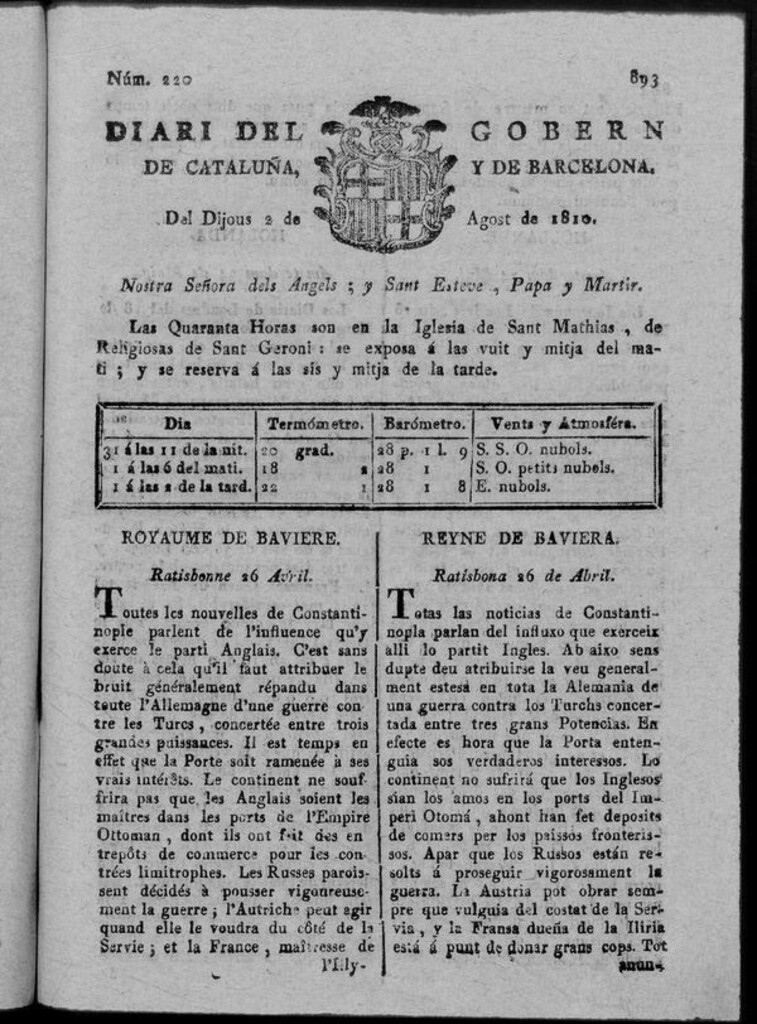 Núm. 220
893
DIARI DEL GOBERN
DE CATALUÑA, Y DE BARCELONA.
Del Dijous 2 de Agost de 1810.
Nostra Señora dels Angels ; y Sant Esteve , Papa y Martir.
Las Quaranta Horas son en la Iglesia de Sant Mathias , de
Religiosas de Sant Geroni : se exposa á las vuit y mitja del ma-
ti ; y se reserva á las sis y mitja de la tarde.
Dia Termómetro. Barómetro. Vents y Atmosféra.
31 á las 11 de la nit. 20 grad. 28 p. 1 l. 9 S. S. O. nubols.
1 á las 6 del mati. 18 2 28 1 S. O. petits nubols.
1 á las 2 de la tard. 22 1 28 1 8 E. nubols.
ROYAUME DE BAVIERE.
Ratisbonne 26 Avril.
Toutes les nouvelles de Constanti-
nople parlent de l'influence qu'y
exerce le parti Anglais. C'est sans
doute à cela qu'il faut attribuer le
bruit généralement répandu dans
toute l'Allemagne d'une guerre con
tre les Turcs , concertée entre trois
grandes puissances. Il est temps en
effet que la Porte soit ramenée à ses
vrais intérêts. Le continent ne souf-
frira pas que les Anglais soient les
maîtres dans les ports de l'Empire
Ottoman , dont ils ont fait des en
trepôts de commerce pour les con
trées limitrophes. Les Russes parois-
sent décidés à pousser vigoureuse-
ment la guerre ; l'Autriche peut agir
quand elle le voudra du côté de la
Servie ; et la France , maîtresse de
l'Illy-
REYNE DE BAVIERA.
Ratisbona 26 de Abril.
Totas las noticias de Constanti-
nopla parlan del influxo que exerceix
alli lo partit Ingles. Ab aixo sens
dupte deu atribuirse la veu general-
ment estesa en tota la Alemania de
una guerra contra los Turchs concer-
tada entre tres grans Potencias. En
efecte es hora que la Porta enten-
guia sos verdaderos interessos. Lo
continent no sufrirá que los Inglesos
sian los amos en los ports del Im-
peri Otomá , ahont han fet deposits
de comers per los paissos fronteris-
sos. Apar que los Russos están re-
solts á proseguir vigorosament la
guerra. La Austria pot obrar sem-
pre que vulguia del costat de la Ser-
via , y la Fransa dueña de la Iliria
está á punt de donar grans cops. Tot
anun-